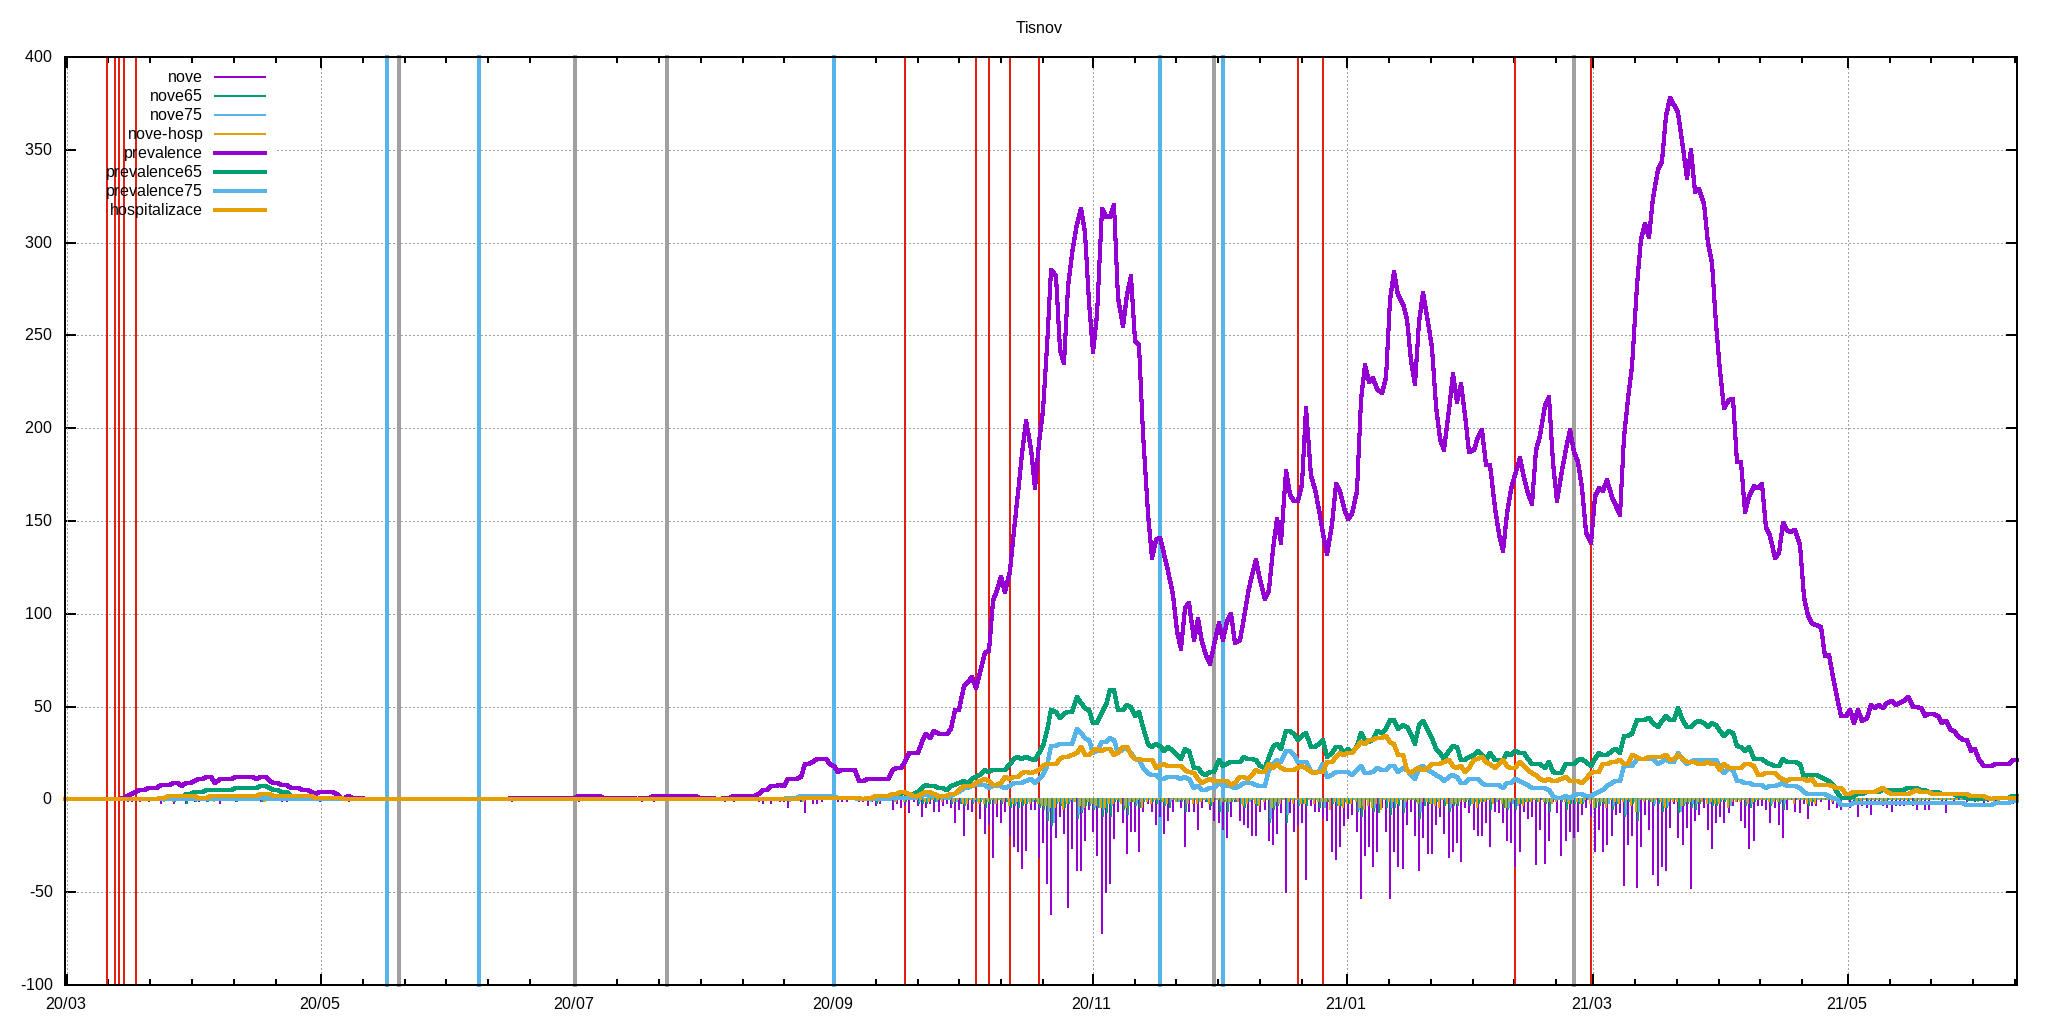 Tisnov
400
350
300
250
200
150
100
50
0
-50
-100
nove
nove65
nove75
nove-hosp
prevalence
prevalence65
prevalence75
hospitalizace
20/03 20/05 20/07 20/09 20/11 21/01 21/03 21/05